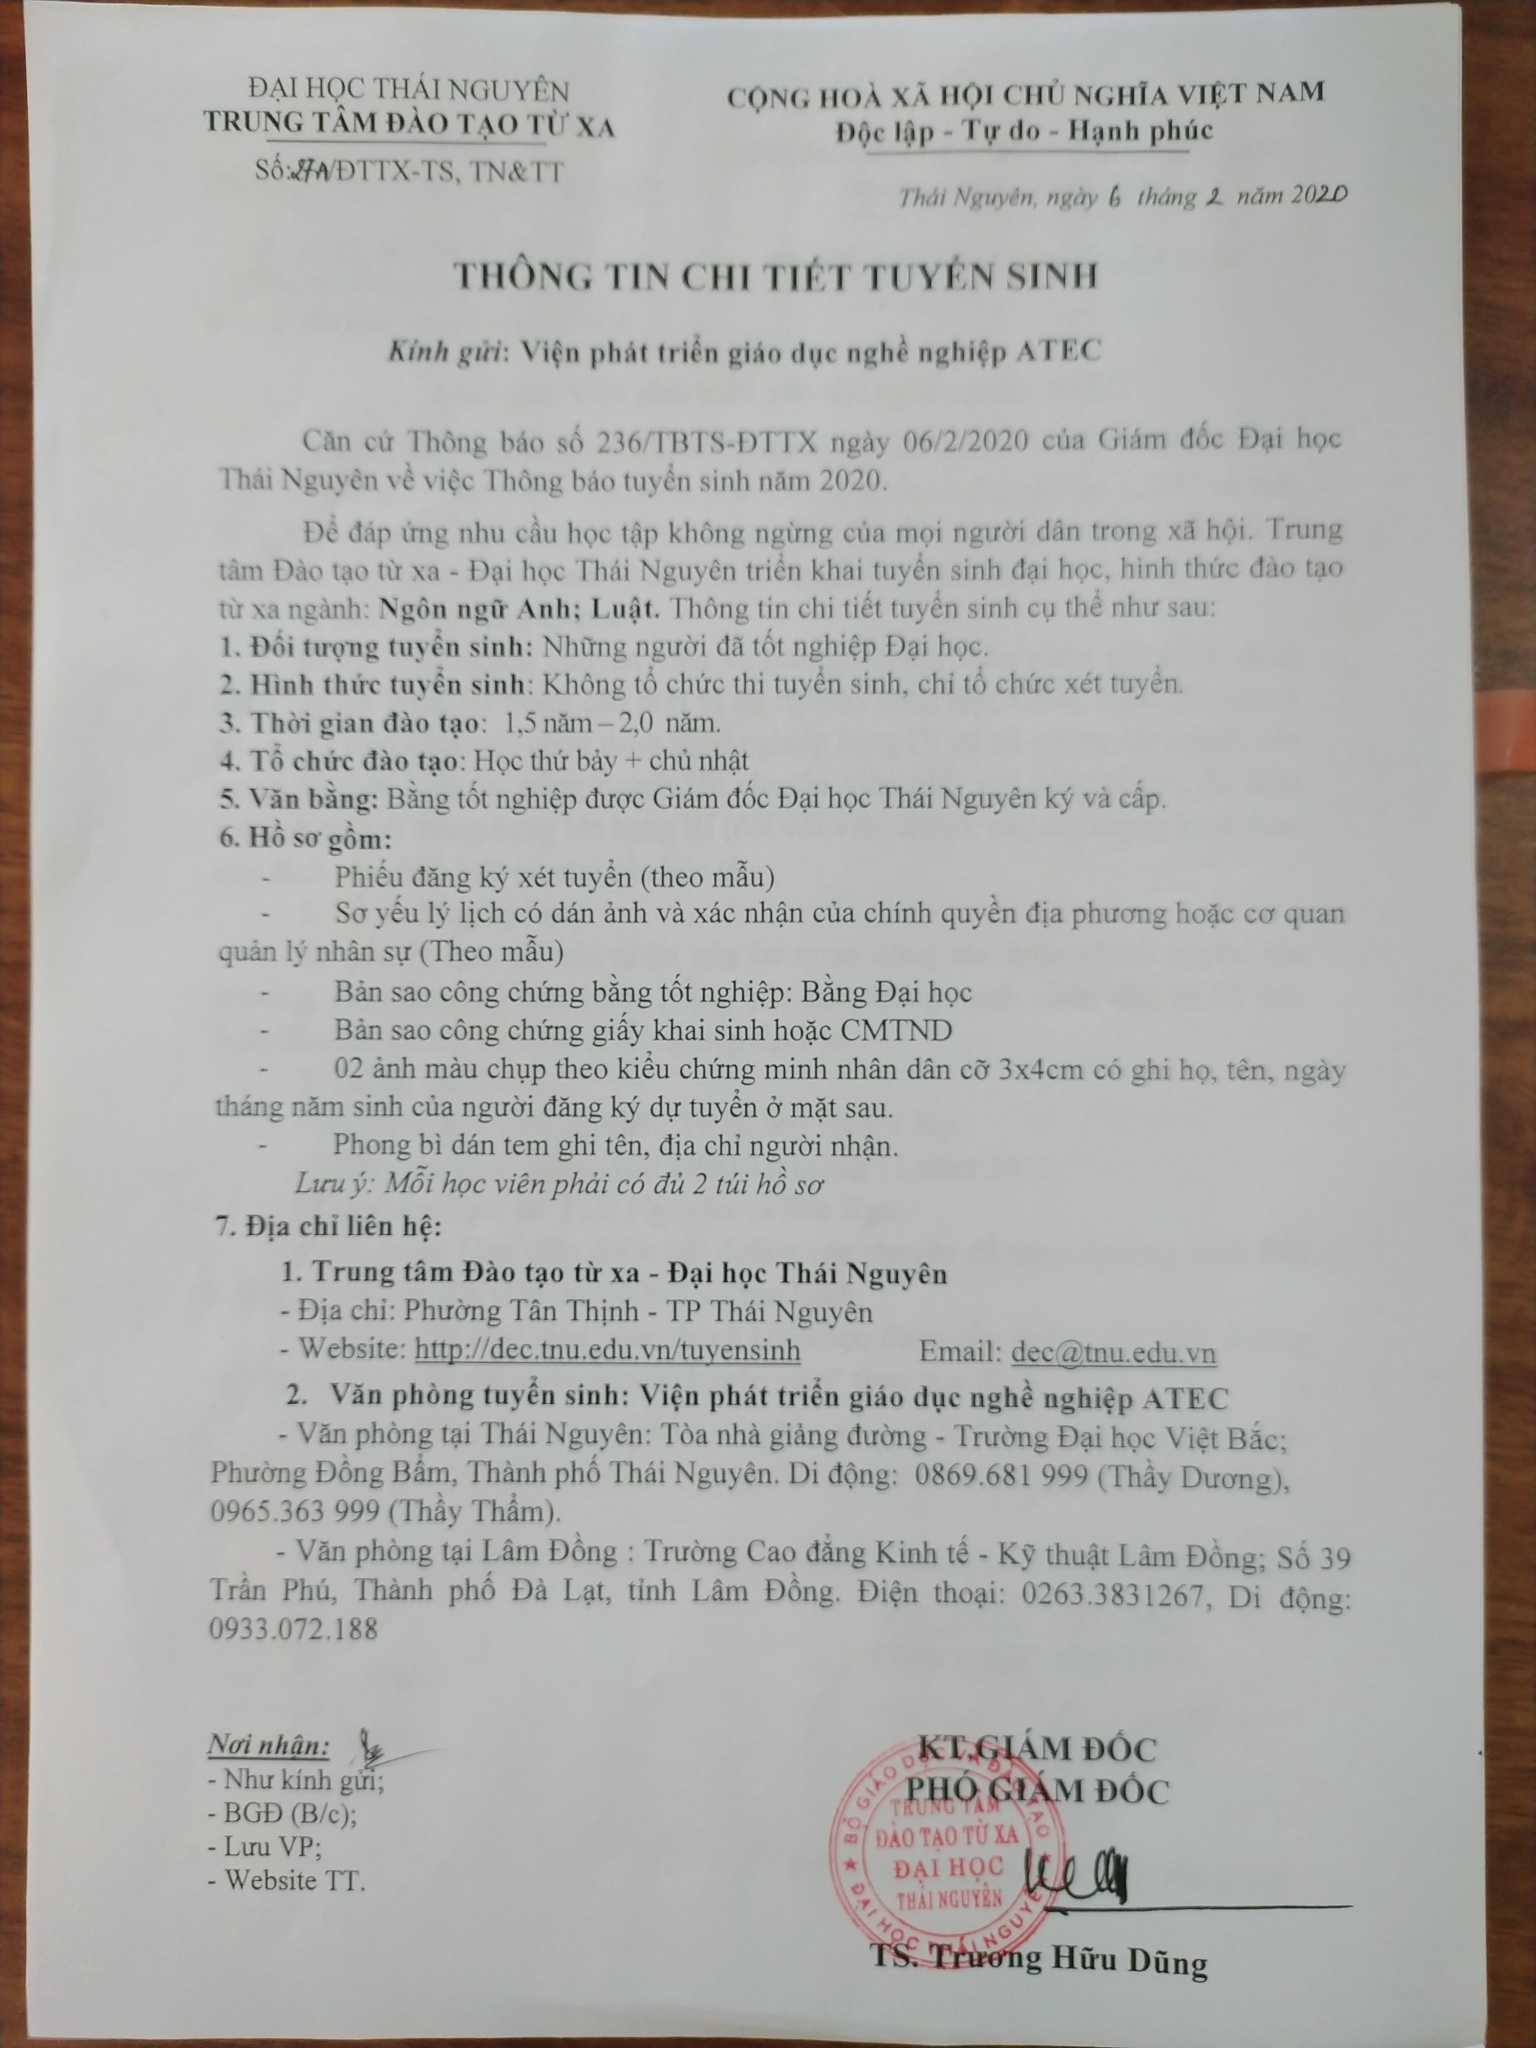 ĐẠI HỌC THÁI NGUYÊN
TRUNG TÂM ĐÀO TẠO TỪ XA
Số: /ĐTTX-TS, TN&TT
CỘNG HOÀ XÃ HỘI CHỦ NGHĨA VIỆT NAM
Độc lập - Tự do - Hạnh phúc
Thái Nguyên, ngày 6 tháng 2 năm 2020
THÔNG TIN CHI TIẾT TUYỂN SINH
Kính gửi: Viện phát triển giáo dục nghề nghiệp ATEC
Căn cứ Thông báo số 236/TBTS-ĐTTX ngày 06/2/2020 của Giám đốc Đại học
Thái Nguyên về việc Thông báo tuyển sinh năm 2020.
Để đáp ứng nhu cầu học tập không ngừng của mọi người dân trong xã hội. Trung
tâm Đào tạo từ xa - Đại học Thái Nguyên triển khai tuyển sinh đại học, hình thức đào tạo
từ xa ngành: Ngôn ngữ Anh; Luật. Thông tin chi tiết tuyển sinh cụ thể như sau:
1. Đối tượng tuyển sinh: Những người đã tốt nghiệp Đại học.
2. Hình thức tuyển sinh: Không tổ chức thi tuyển sinh, chỉ tổ chức xét tuyển.
3. Thời gian đào tạo: 1,5 năm – 2,0 năm.
4. Tổ chức đào tạo: Học thứ bảy + chủ nhật
5. Văn bằng: Bằng tốt nghiệp được Giám đốc Đại học Thái Nguyên ký và cấp.
6. Hồ sơ gồm:
- Phiếu đăng ký xét tuyển (theo mẫu)
- Sơ yếu lý lịch có dán ảnh và xác nhận của chính quyền địa phương hoặc cơ quan
quản lý nhân sự (Theo mẫu)
- Bản sao công chứng bằng tốt nghiệp: Bằng Đại học
- Bản sao công chứng giấy khai sinh hoặc CMTND
- 02 ảnh màu chụp theo kiểu chứng minh nhân dân cỡ 3x4cm có ghi họ, tên, ngày
tháng năm sinh của người đăng ký dự tuyển ở mặt sau.
- Phong bì dán tem ghi tên, địa chỉ người nhận.
Lưu ý: Mỗi học viên phải có đủ 2 túi hồ sơ
7. Địa chỉ liên hệ:
1. Trung tâm Đào tạo từ xa - Đại học Thái Nguyên
- Địa chỉ: Phường Tân Thịnh - TP Thái Nguyên
- Website: http://dec.tnu.edu.vn/tuyensinh Email: dec@tnu.edu.vn
2. Văn phòng tuyển sinh: Viện phát triển giáo dục nghề nghiệp ATEC
- Văn phòng tại Thái Nguyên: Tòa nhà giảng đường - Trường Đại học Việt Bắc;
Phường Đồng Bẩm, Thành phố Thái Nguyên. Di động: 0869.681 999 (Thầy Dương),
0965.363 999 (Thầy Thẩm).
- Văn phòng tại Lâm Đồng : Trường Cao đẳng Kinh tế - Kỹ thuật Lâm Đồng; Số 39
Trần Phú, Thành phố Đà Lạt, tỉnh Lâm Đồng. Điện thoại: 0263.3831267, Di động:
0933.072.188
Nơi nhận:
- Như kính gửi;
- BGĐ (B/c);
- Lưu VP;
- Website TT.
KT.GIÁM ĐỐC
PHÓ GIÁM ĐỐC
BỘ GIÁO DỤC VÀ ĐÀO TẠO
TRUNG TÂM
ĐÀO TẠO TỪ XA
ĐẠI HỌC
THÁI NGUYÊN
ĐẠI HỌC THÁI NGUYÊN
TS. Trương Hữu Dũng